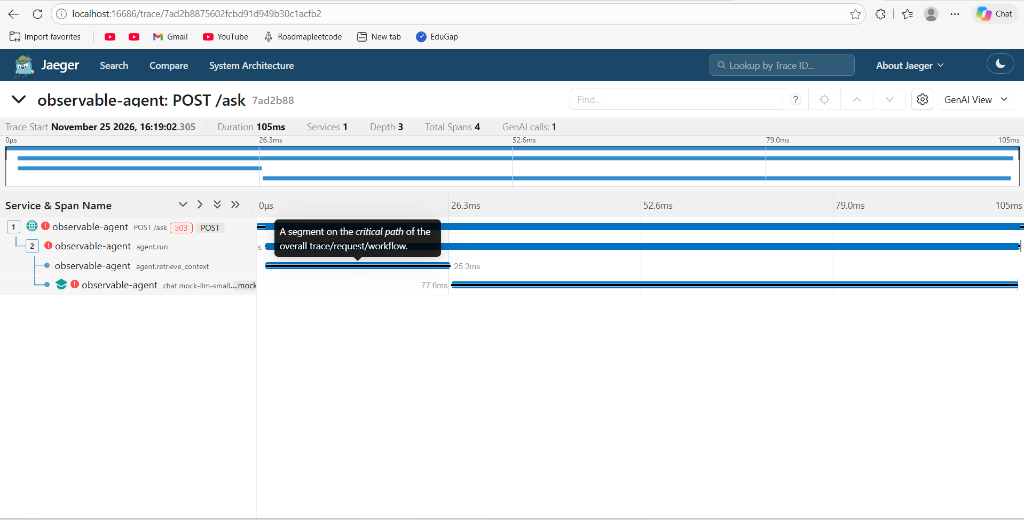 localhost:16686/trace/7ad2b8875602fcbd91d949b30c1acfb2
Chat
Import favorites Gmail YouTube Roadmapleetcode New tab EduGap
Jaeger Search Compare System Architecture Lookup by Trace ID... About Jaeger
observable-agent: POST /ask 7ad2b88 Find... ? GenAI View
Trace Start November 25 2026, 16:19:02.305 Duration 105ms Services 1 Depth 3 Total Spans 4 GenAI calls: 1
0μs 26.3ms 52.6ms 79.0ms 105ms
Service & Span Name 0μs 26.3ms 52.6ms 79.0ms 105ms
1 observable-agent POST /ask 503 POST
A segment on the critical path of the
overall trace/request/workflow.
2 observable-agent agent.run s
observable-agent agent.retrieve_context 25.2ms
observable-agent chat mock-llm-small... mock 77.6ms